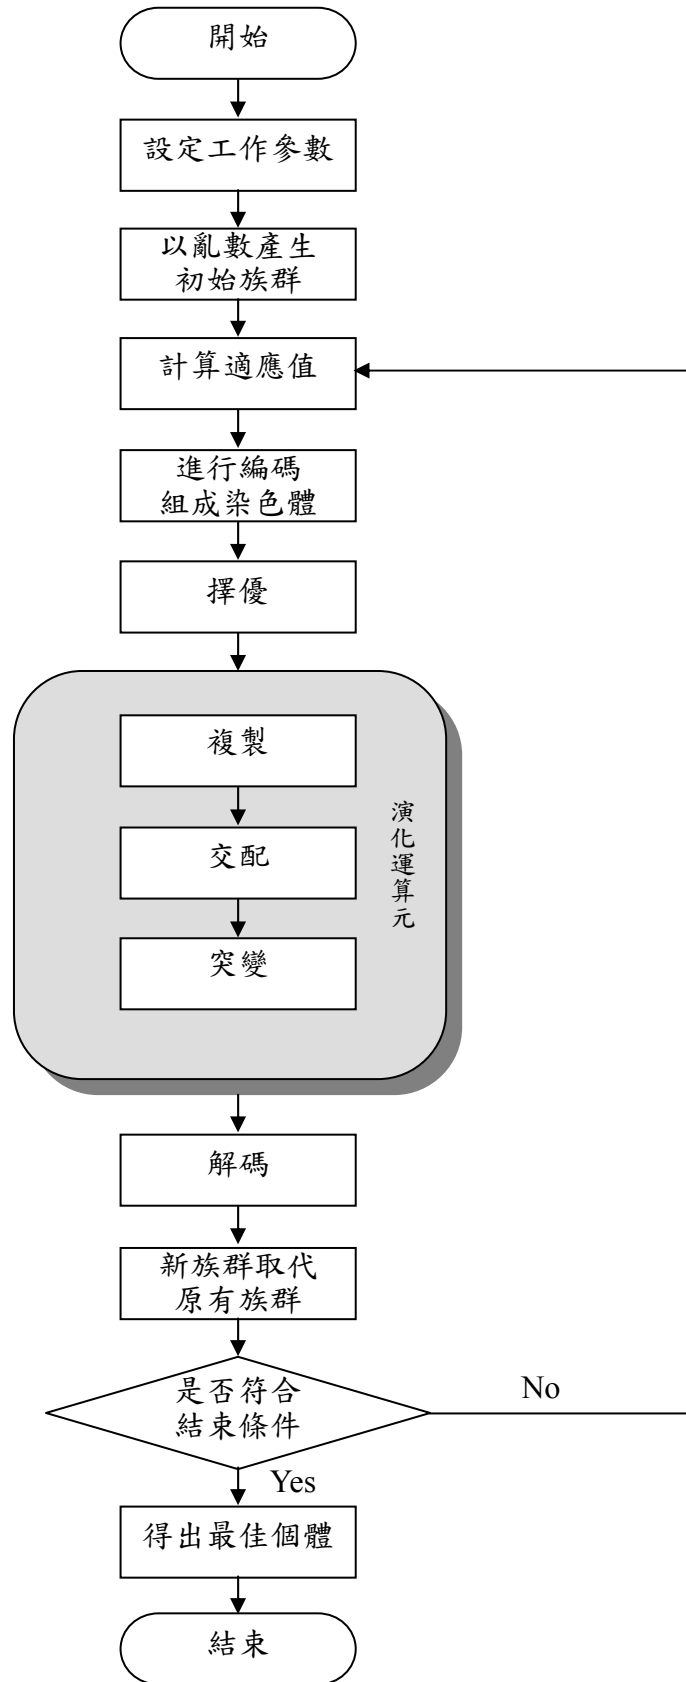 開始
設定工作參數
以亂數產生
初始族群
計算適應值
進行編碼
組成染色體
擇優
複製
交配
突變
演化運算元
解碼
新族群取代
原有族群
是否符合
結束條件
No
Yes
得出最佳個體
結束